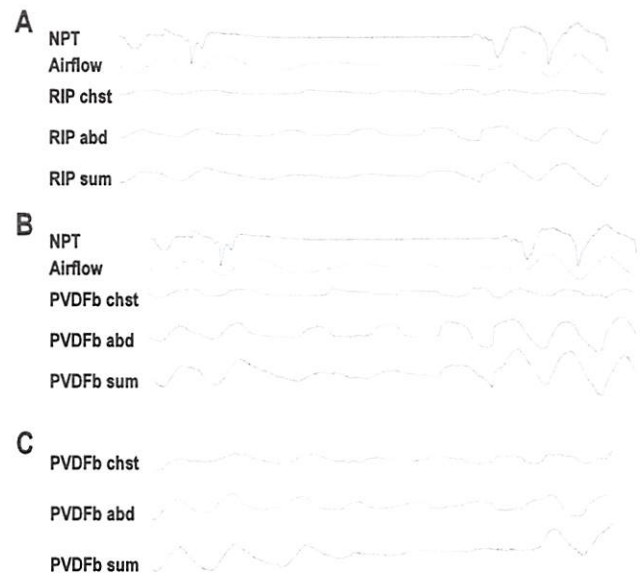 A
NPT
Airflow
RIP chst
RIP abd
RIP sum
B
NPT
Airflow
PVDFb chst
PVDFb abd
PVDFb sum
C
PVDFb chst
PVDFb abd
PVDFb sum